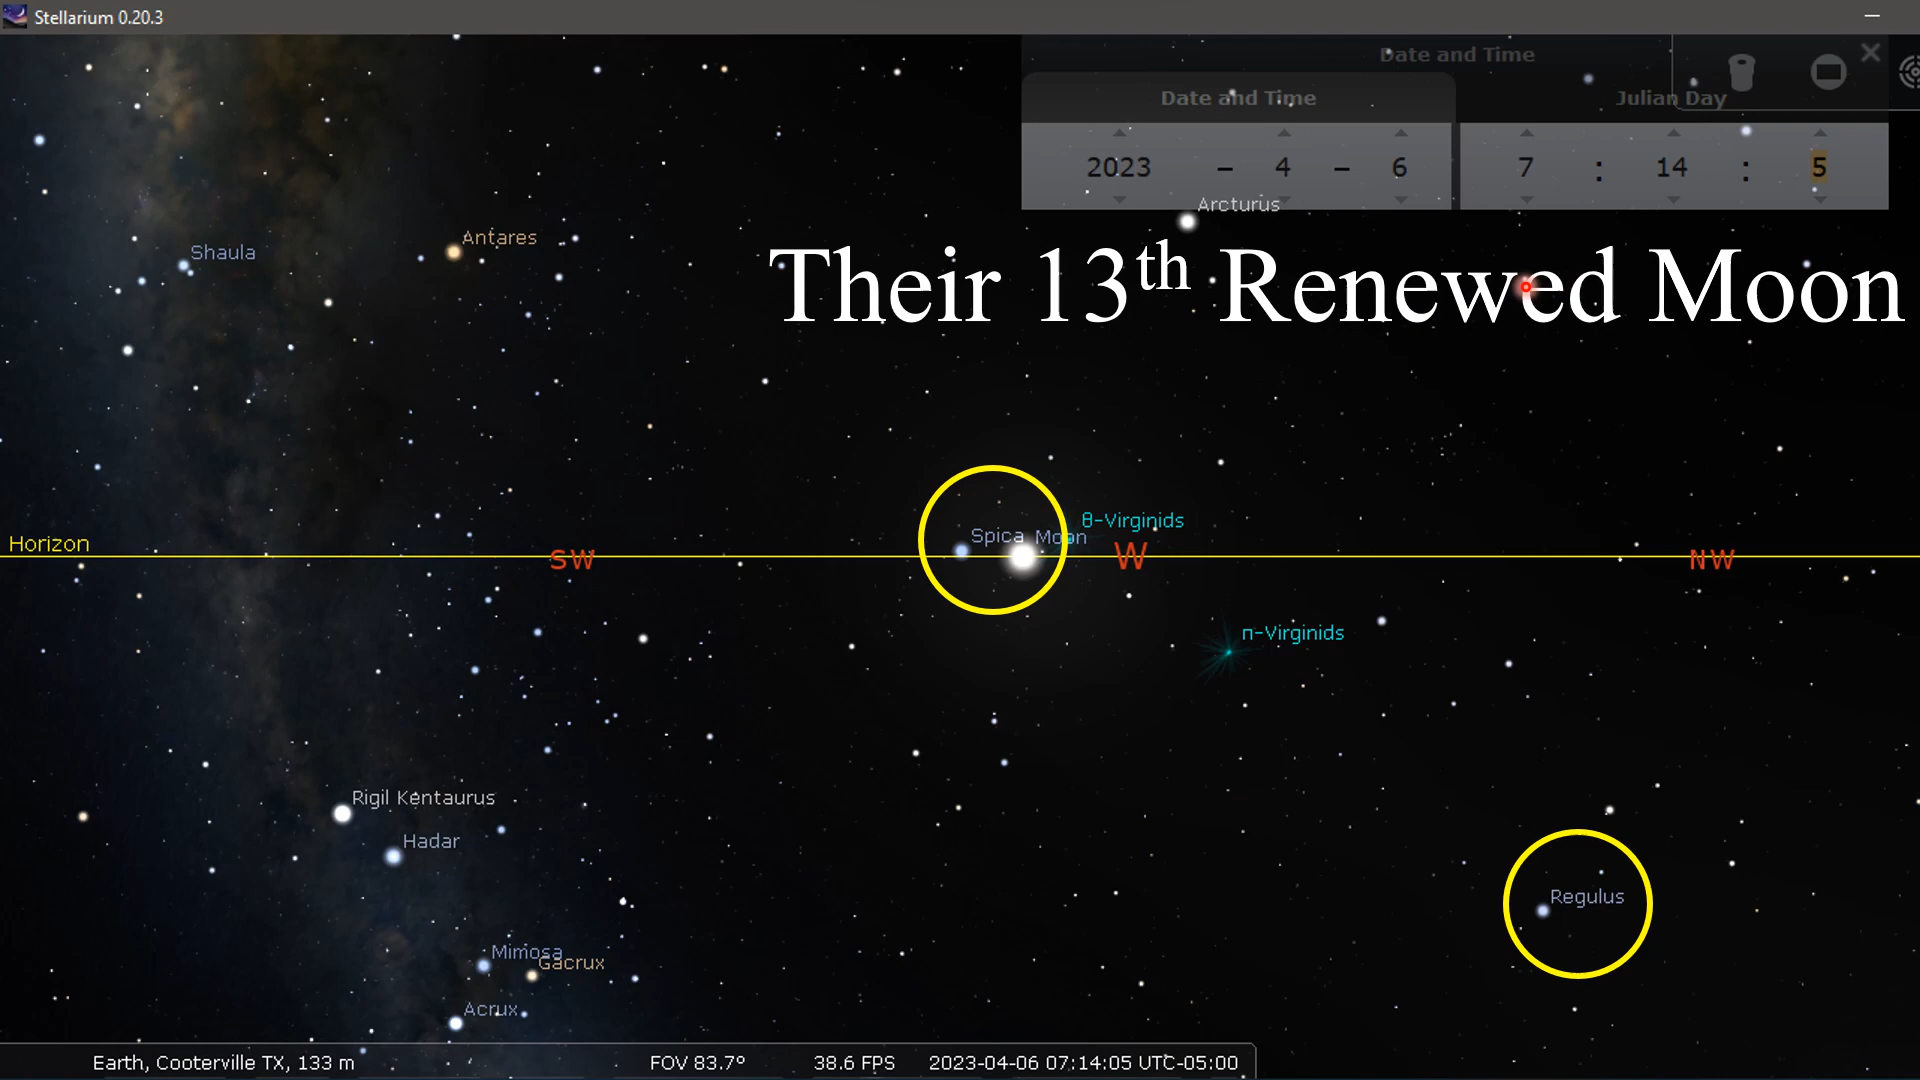 Stellarium 0.20.3
Date and Time
Date and Time
Julian Day
2023 - 4 - 6
7 : 14 : 5
Arcturus
Antares
Shaula
Their 13th Renewed Moon
θ-Virginids
Spica Moon
Horizon
SW
W
NW
π-Virginids
Rigil Kentaurus
Hadar
Regulus
Mimosa
Gacrux
Acrux
Earth, Cooterville TX, 133 m
FOV 83.7°
38.6 FPS
2023-04-06 07:14:05 UTC-05:00